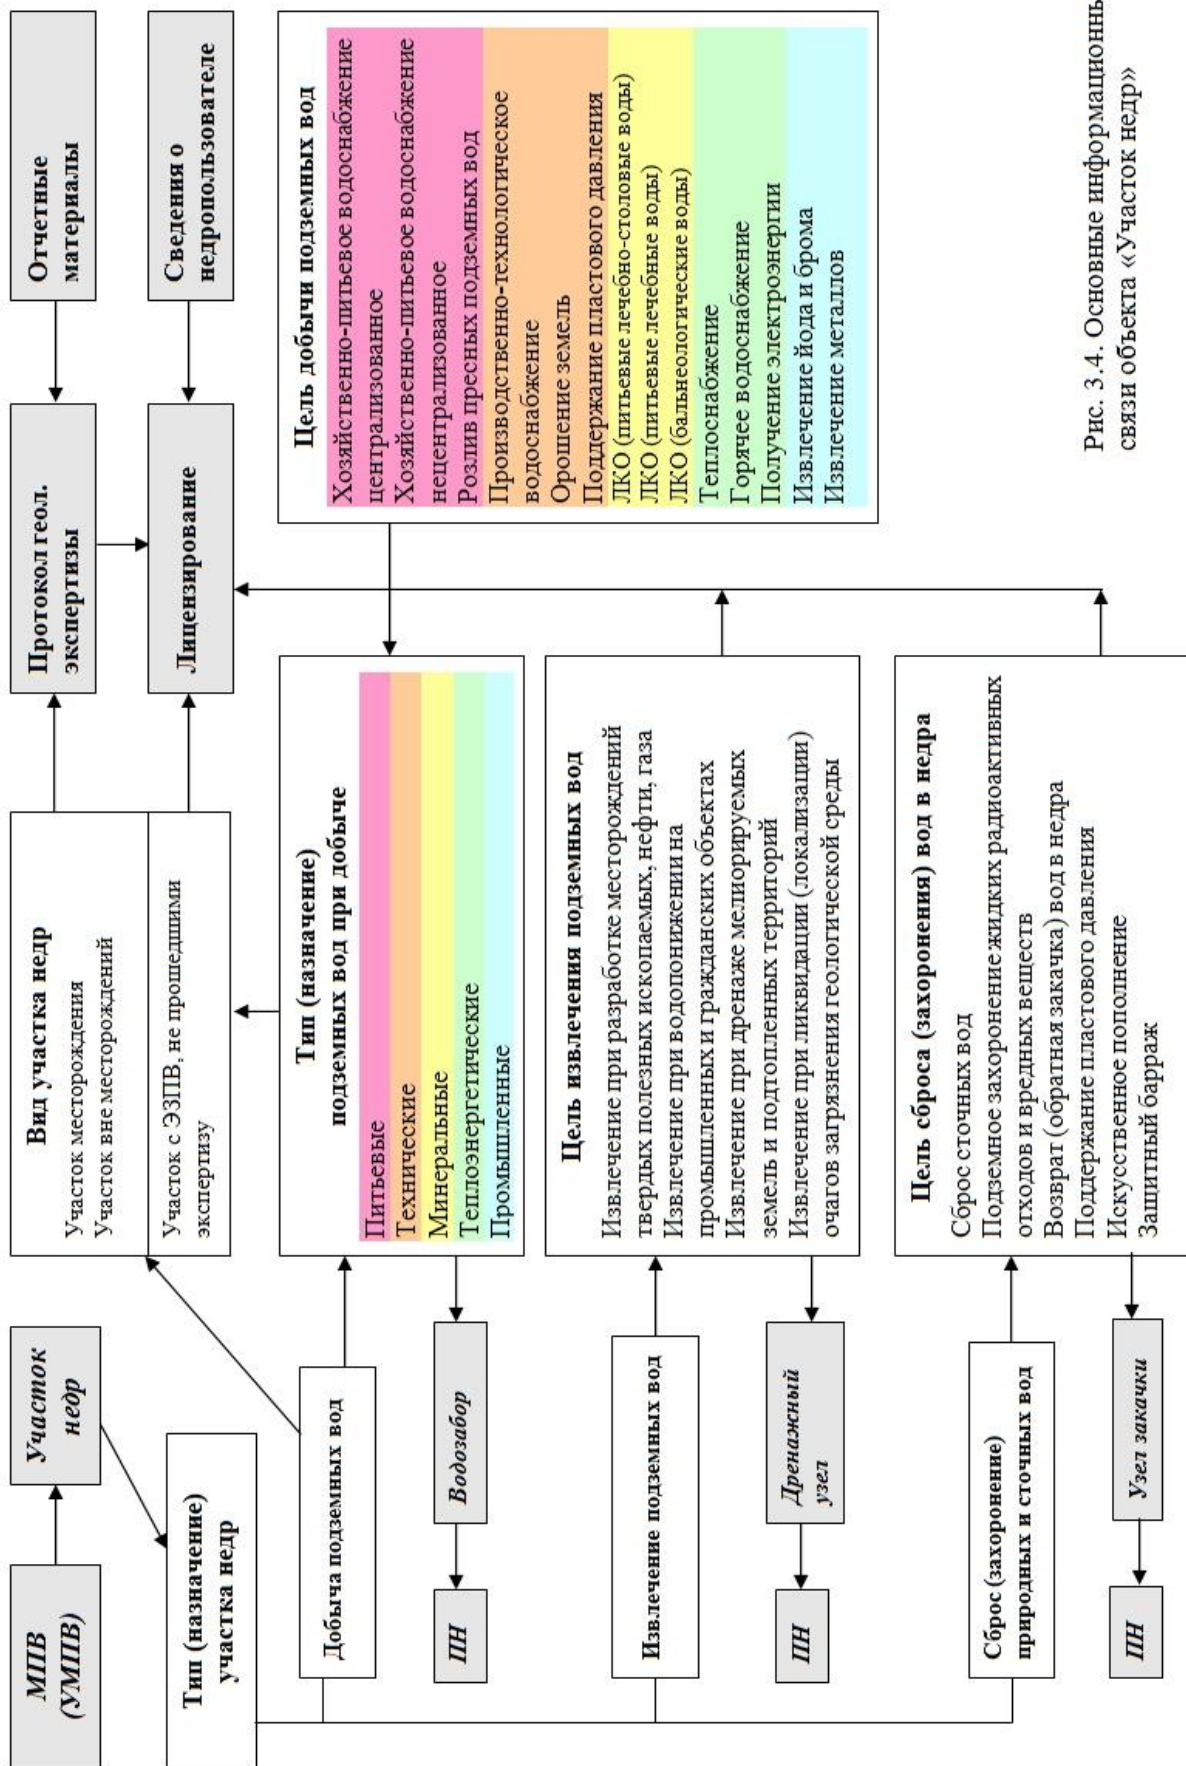 МПВ
(УМПВ)
Участок
недр
Тип (назначение)
участка недр
Вид участка недр
Участок месторождения
Участок вне месторождений
Участок с ЭЗПВ, не прошедшими
экспертизу
Протокол геол.
экспертизы
Отчетные
материалы
Лицензирование
Сведения о
недропользователе
Добыча подземных вод
Тип (назначение)
подземных вод при добыче
Питьевые
Технические
Минеральные
Теплоэнергетические
Промышленные
Цель добычи подземных вод
Хозяйственно-питьевое водоснабжение
централизованное
Хозяйственно-питьевое водоснабжение
нецентрализованное
Розлив пресных подземных вод
Производственно-технологическое
водоснабжение
Орошение земель
Поддержание пластового давления
ЛКО (питьевые лечебно-столовые воды)
ЛКО (питьевые лечебные воды)
ЛКО (бальнеологические воды)
Теплоснабжение
Горячее водоснабжение
Получение электроэнергии
Извлечение йода и брома
Извлечение металлов
ПН
Водозабор
Извлечение подземных вод
Цель извлечения подземных вод
Извлечение при разработке месторождений
твердых полезных ископаемых, нефти, газа
Извлечение при водопонижении на
промышленных и гражданских объектах
Извлечение при дренаже мелиорируемых
земель и подтопленных территорий
Извлечение при ликвидации (локализации)
очагов загрязнения геологической среды
ПН
Дренажный
узел
Сброс (захоронение)
природных и сточных вод
Цель сброса (захоронения) вод в недра
Сброс сточных вод
Подземное захоронение жидких радиоактивных
отходов и вредных веществ
Возврат (обратная закачка) вод в недра
Поддержание пластового давления
Искусственное пополнение
Защитный барраж
ПН
Узел закачки
Рис. 3.4. Основные информационны
связи объекта «Участок недр»